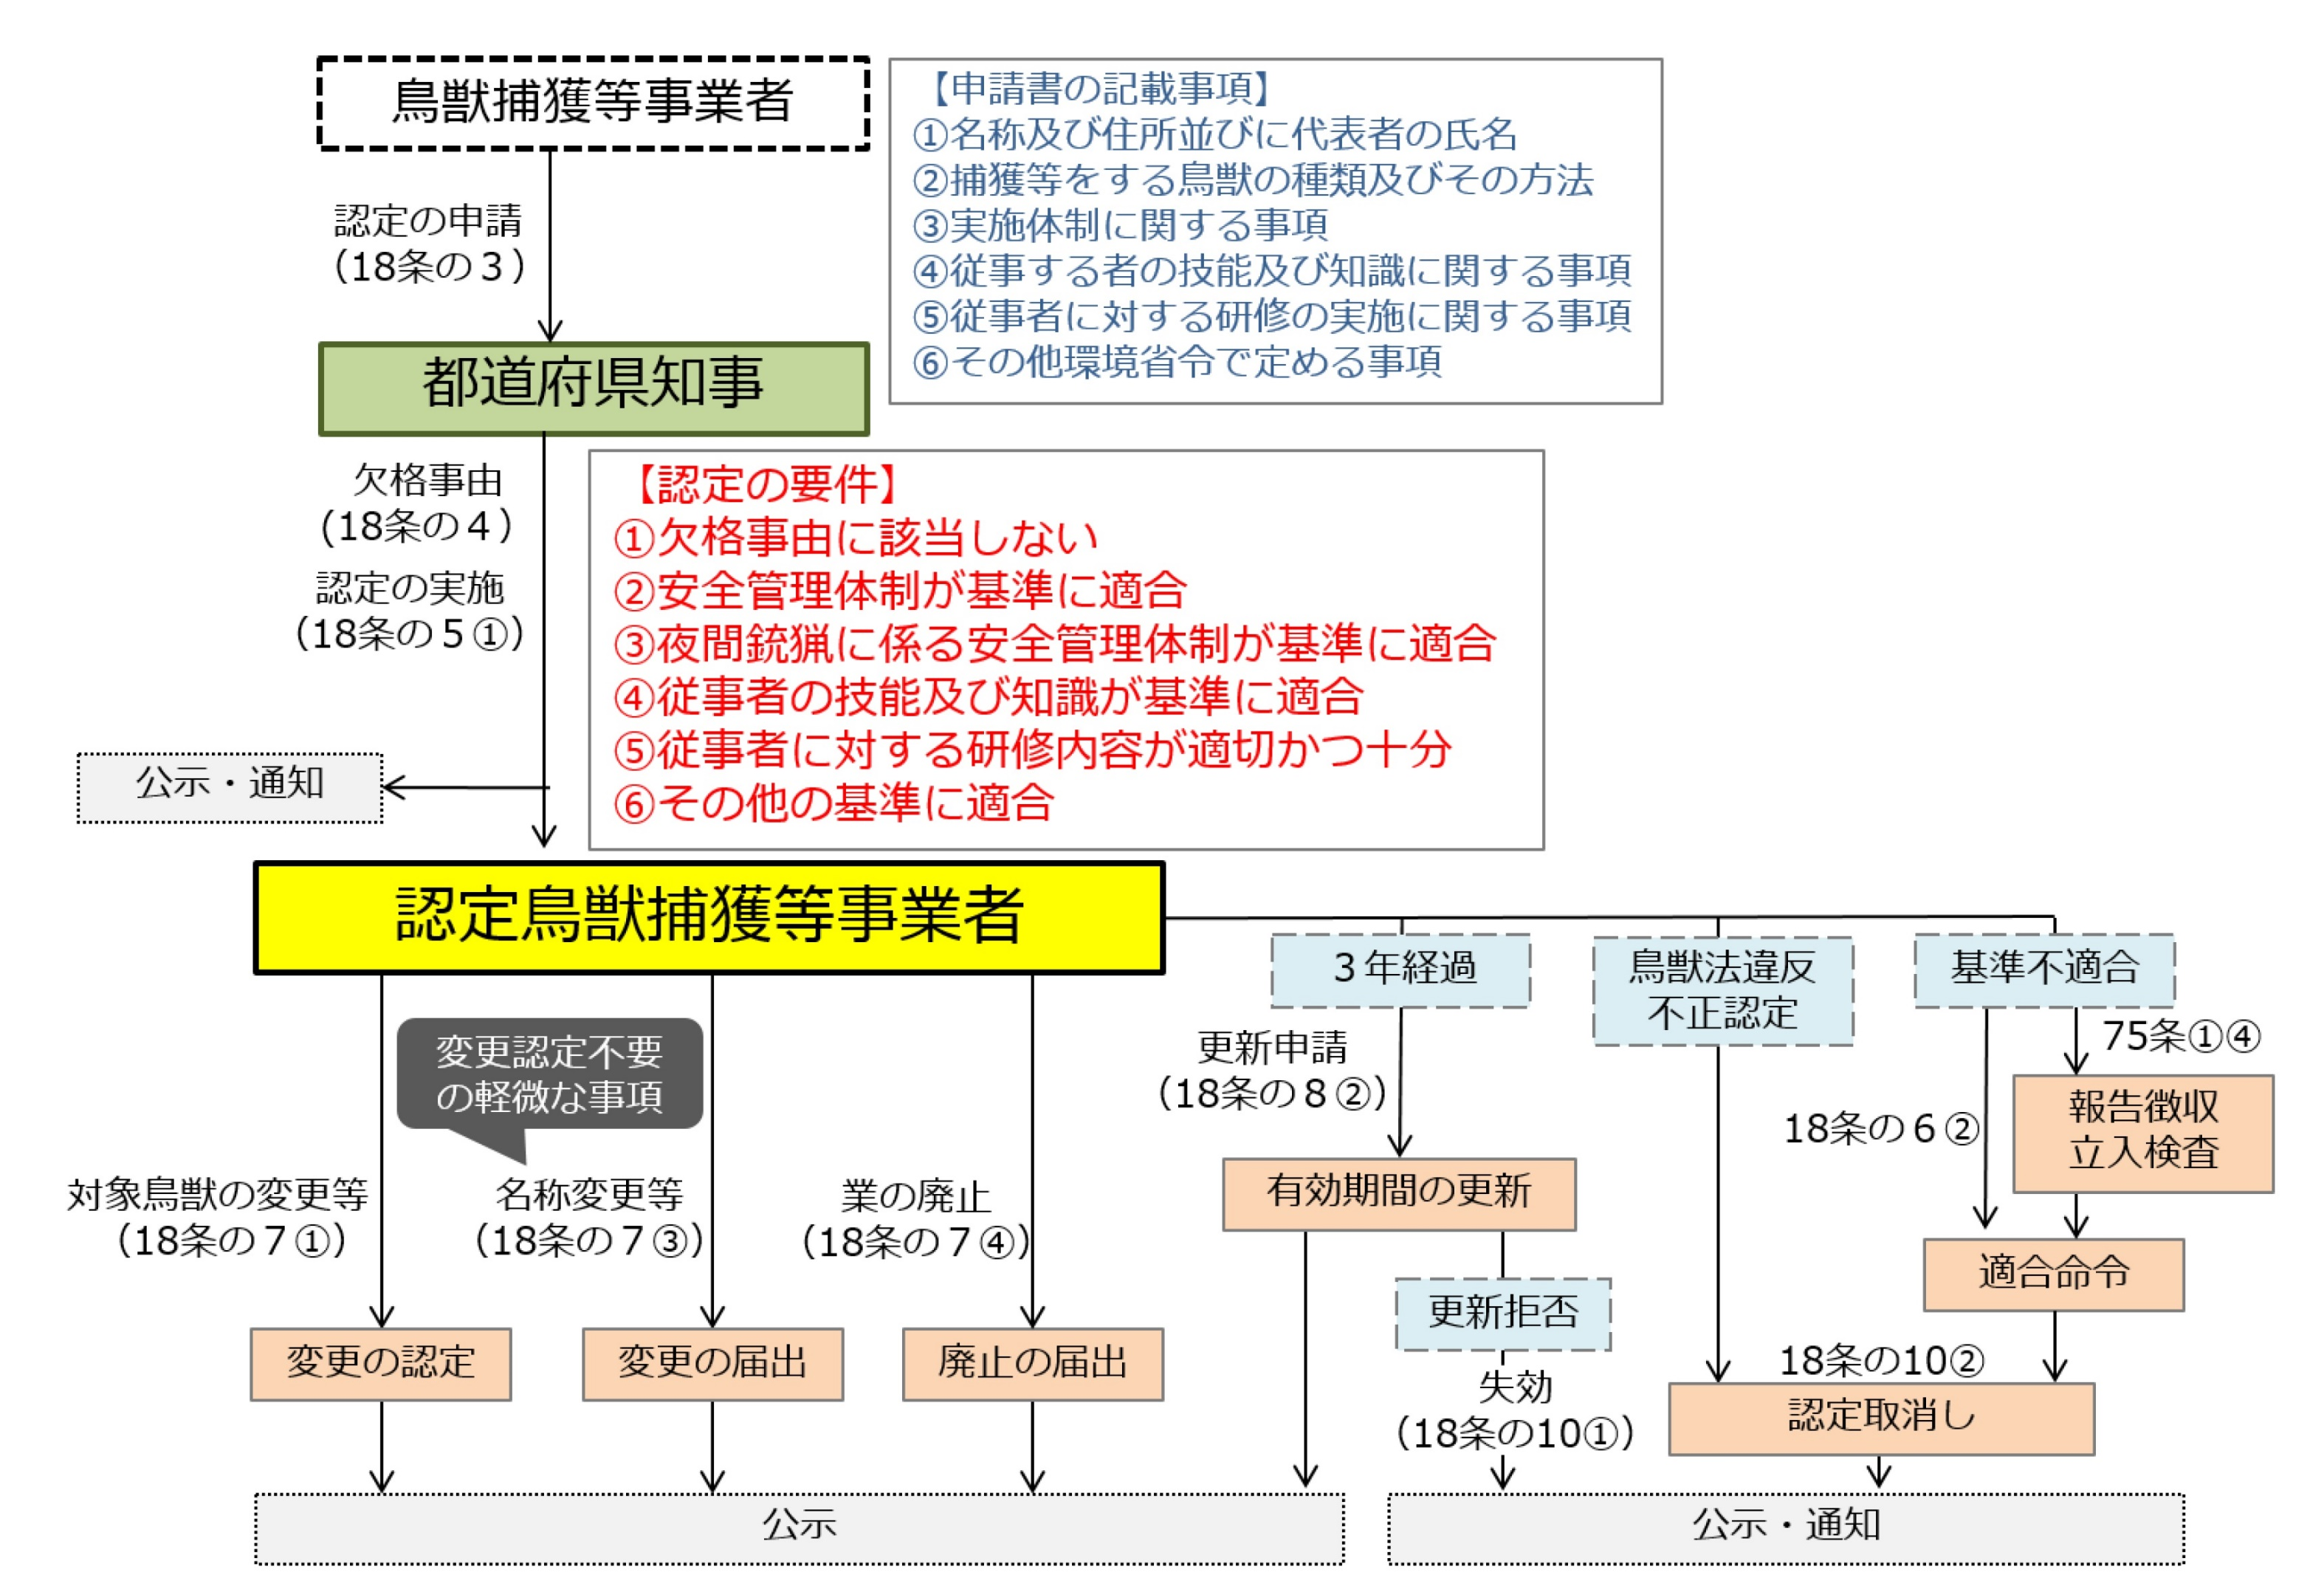 鳥獣捕獲等事業者
【申請書の記載事項】
①名称及び住所並びに代表者の氏名
②捕獲等をする鳥獣の種類及びその方法
③実施体制に関する事項
④従事する者の技能及び知識に関する事項
⑤従事者に対する研修の実施に関する事項
⑥その他環境省令で定める事項
認定の申請
（18条の３）
都道府県知事
欠格事由
(18条の４）
認定の実施
（18条の５①）
【認定の要件】
①欠格事由に該当しない
②安全管理体制が基準に適合
③夜間銃猟に係る安全管理体制が基準に適合
④従事者の技能及び知識が基準に適合
⑤従事者に対する研修内容が適切かつ十分
⑥その他の基準に適合
公示・通知
認定鳥獣捕獲等事業者
３年経過
鳥獣法違反
不正認定
基準不適合
変更認定不要
の軽微な事項
更新申請
（18条の８②）
75条①④
18条の６②
報告徴収
立入検査
対象鳥獣の変更等
（18条の７①）
名称変更等
（18条の７③）
業の廃止
（18条の７④）
有効期間の更新
適合命令
更新拒否
変更の認定
変更の届出
廃止の届出
失効
（18条の10①）
18条の10②
認定取消し
公示
公示・通知